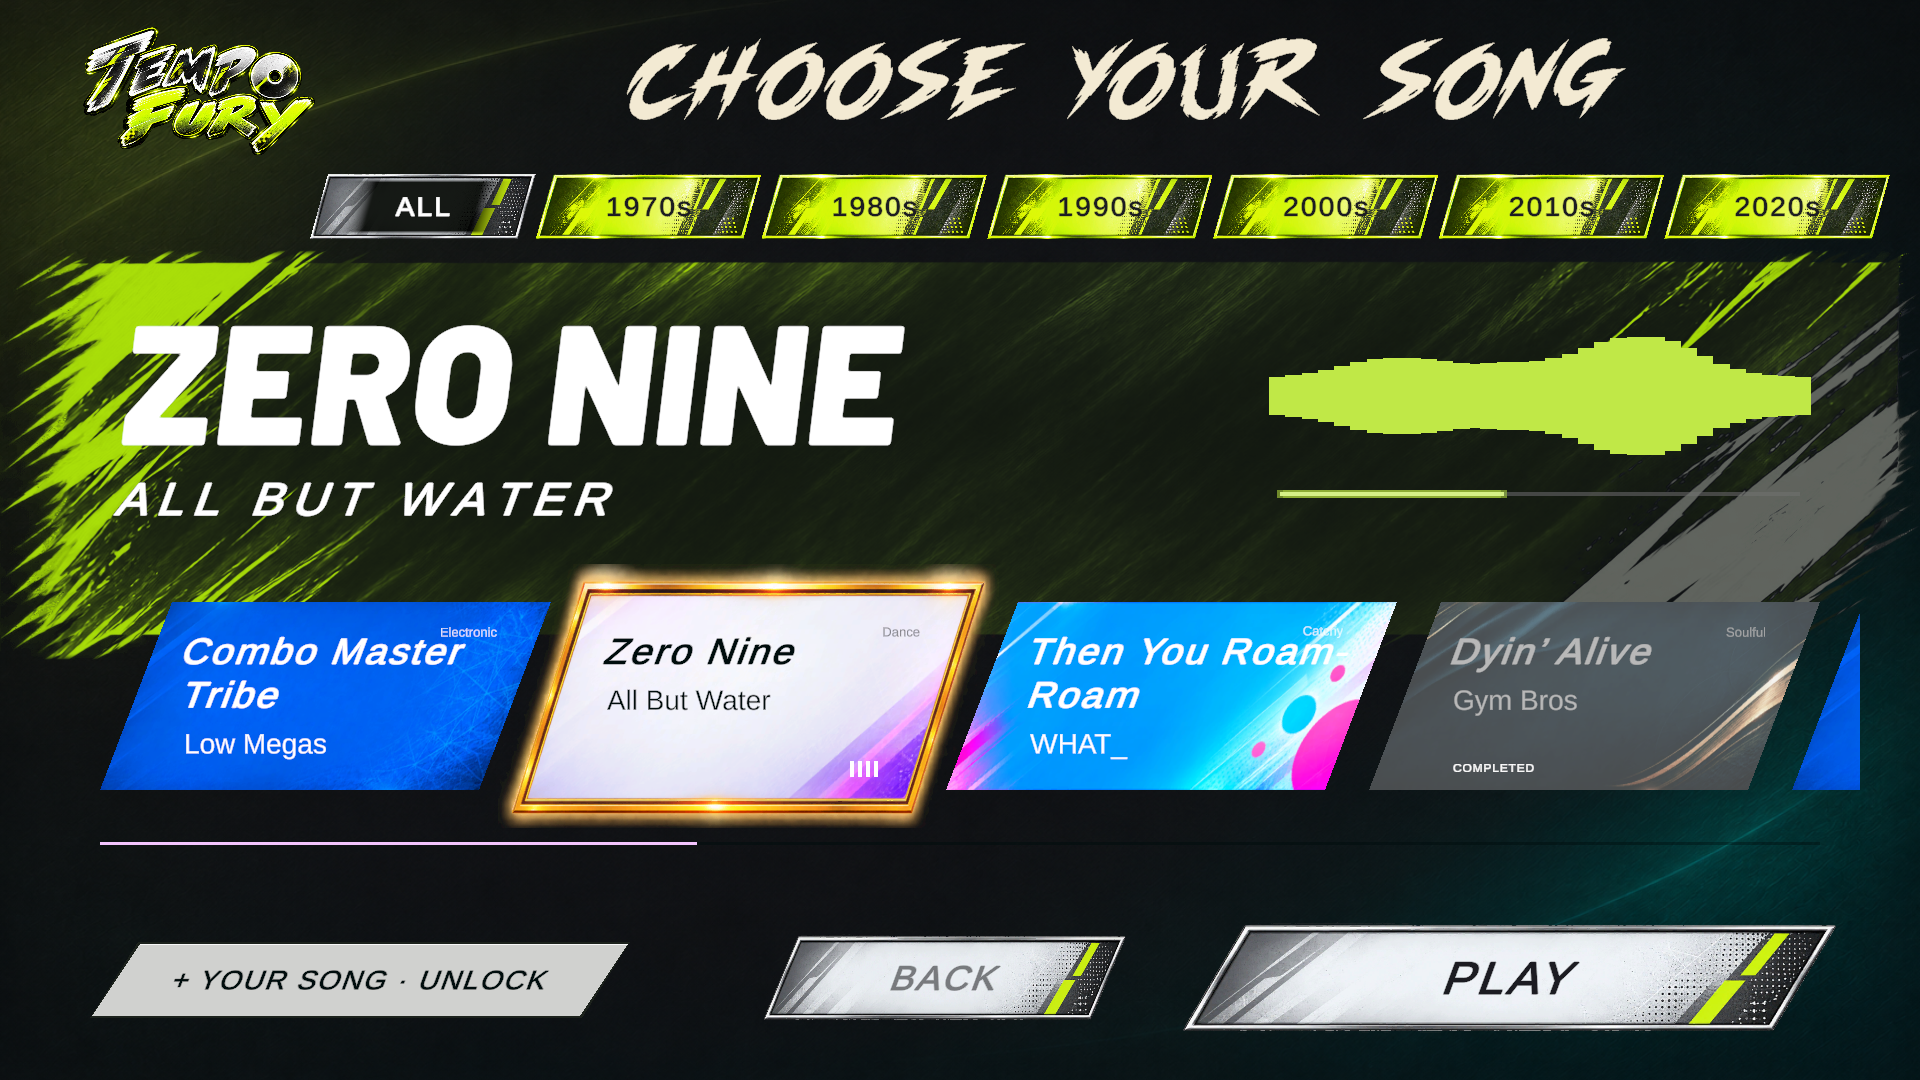 TEMPO
FURY
CHOOSE YOUR SONG
ALL
1970s
1980s
1990s
2000s
2010s
2020s
ZERO NINE
ALL BUT WATER
Electronic
Combo Master
Tribe
Low Megas
Dance
Zero Nine
All But Water
Catchy
Then You Roam-
Roam
WHAT_
Soulful
Dyin’ Alive
Gym Bros
COMPLETED
+ YOUR SONG · UNLOCK
BACK
PLAY